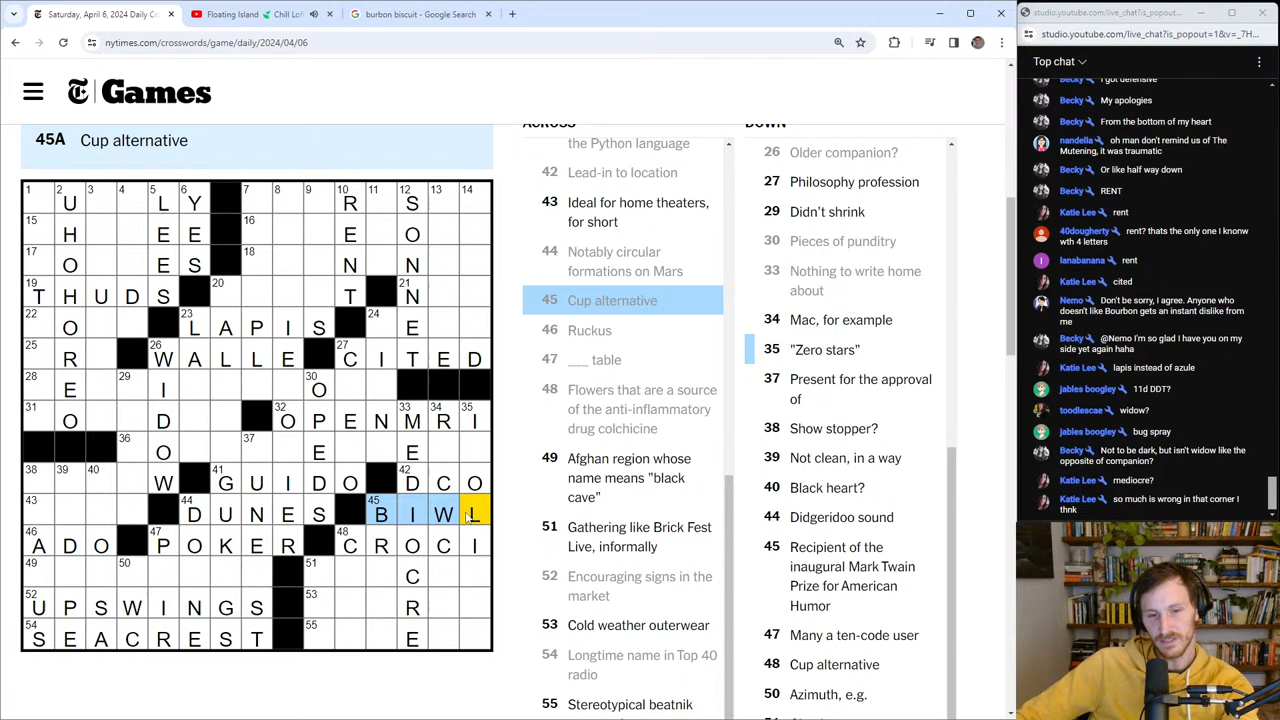 Saturday, April 6, 2024 Daily Cr
Floating Island
Chill Lof
burbon biscuit - Google Search
nytimes.com/crosswords/game/daily/2024/04/06
T Games
45A Cup alternative
ACROSS
DOWN
the Python language
42 Lead-in to location
43 Ideal for home theaters,
for short
44 Notably circular
formations on Mars
45 Cup alternative
46 Ruckus
47 ___ table
48 Flowers that are a source
of the anti-inflammatory
drug colchicine
49 Afghan region whose
name means "black
cave"
51 Gathering like Brick Fest
Live, informally
52 Encouraging signs in the
market
53 Cold weather outerwear
54 Longtime name in Top 40
radio
55 Stereotypical beatnik
26 Older companion?
27 Philosophy profession
29 Didn't shrink
30 Pieces of punditry
33 Nothing to write home
about
34 Mac, for example
35 "Zero stars"
37 Present for the approval
of
38 Show stopper?
39 Not clean, in a way
40 Black heart?
44 Didgeridoo sound
45 Recipient of the
inaugural Mark Twain
Prize for American
Humor
47 Many a ten-code user
48 Cup alternative
50 Azimuth, e.g.
studio.youtube.com/live_chat?is_popout...
studio.youtube.com/live_chat?is_popout=1&v=_7H...
Top chat
Becky I got defensive
Becky My apologies
Becky From the bottom of my heart
nandella oh man don't remind us of The
Mutening, it was traumatic
Becky Or like half way down
Becky RENT
Katie Lee rent
40dougherty rent? thats the only one I knonw
wth 4 letters
lanabanana rent
Katie Lee cited
Nemo Don't be sorry, I agree. Anyone who
doesn't like Bourbon gets an instant dislike from
me
Becky @Nemo I'm so glad I have you on my
side yet again haha
Katie Lee lapis instead of azule
jables boogley 11d DDT?
toodlescae widow?
jables boogley bug spray
Becky Not to be dark, but isn't widow like the
opposite of companion?
Katie Lee mediocre?
Katie Lee so much is wrong in that corner I
thnk